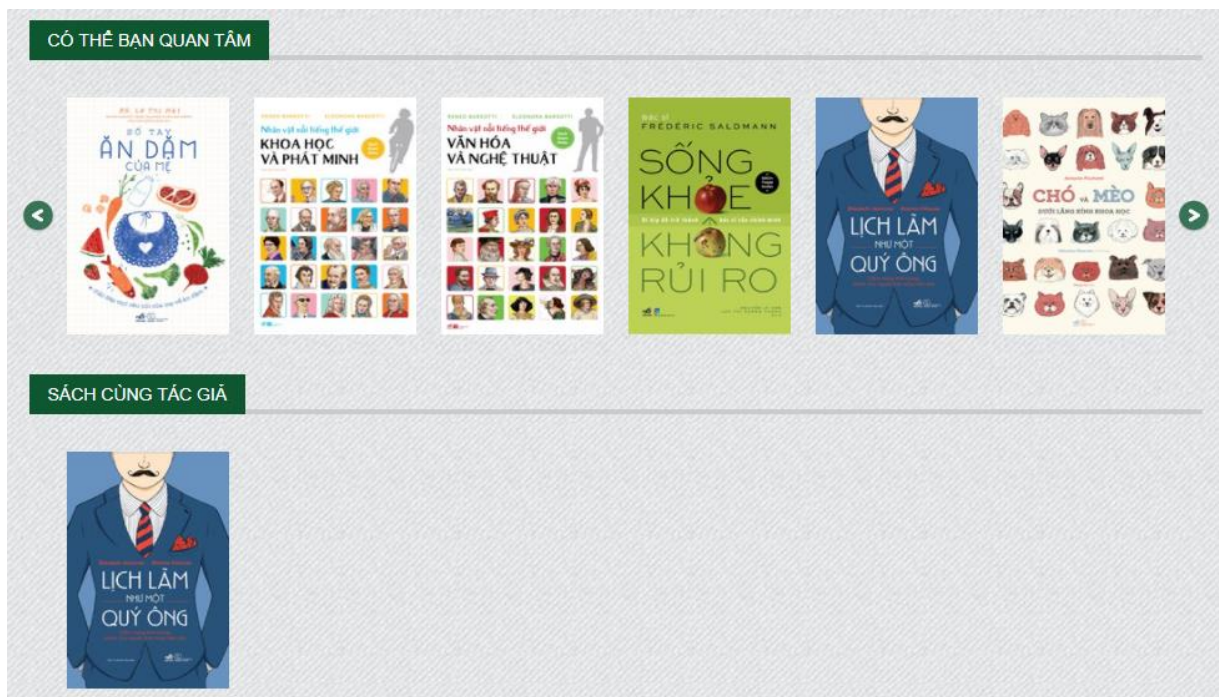 CÓ THỂ BẠN QUAN TÂM
BS. LÊ THỊ HẢI
SỔ TAY
ĂN DẶM
CỦA MẸ
RENZO BARSOTTI ELEONORA BARSOTTI
Nhân vật nổi tiếng thế giới
KHOA HỌC
VÀ PHÁT MINH
RENZO BARSOTTI ELEONORA BARSOTTI
Nhân vật nổi tiếng thế giới
VĂN HÓA
VÀ NGHỆ THUẬT
Bác sĩ
FRÉDÉRIC SALDMANN
SỐNG
KHỎE
KHÔNG
RỦI RO
LỊCH LÃM
NHƯ MỘT
QUÝ ÔNG
CHÓ VÀ MÈO
DƯỚI LĂNG KÍNH KHOA HỌC
SÁCH CÙNG TÁC GIẢ
LỊCH LÃM
NHƯ MỘT
QUÝ ÔNG